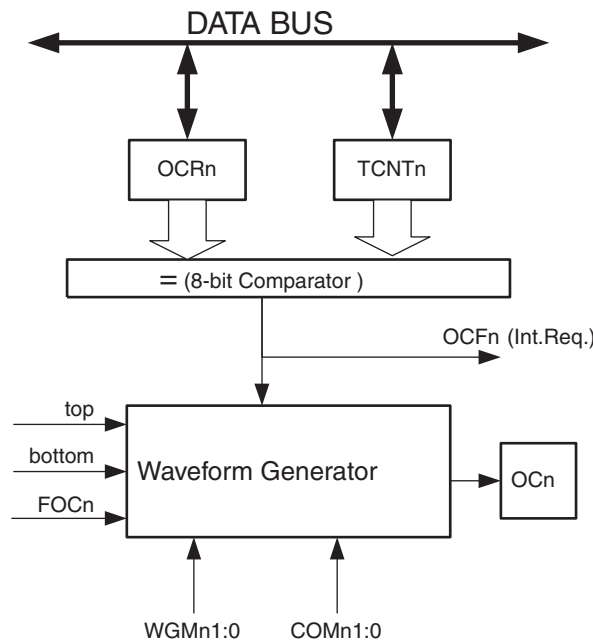 DATA BUS
OCRn
TCNTn
= (8-bit Comparator )
OCFn (Int.Req.)
top
bottom
FOCn
Waveform Generator
OCn
WGMn1:0
COMn1:0